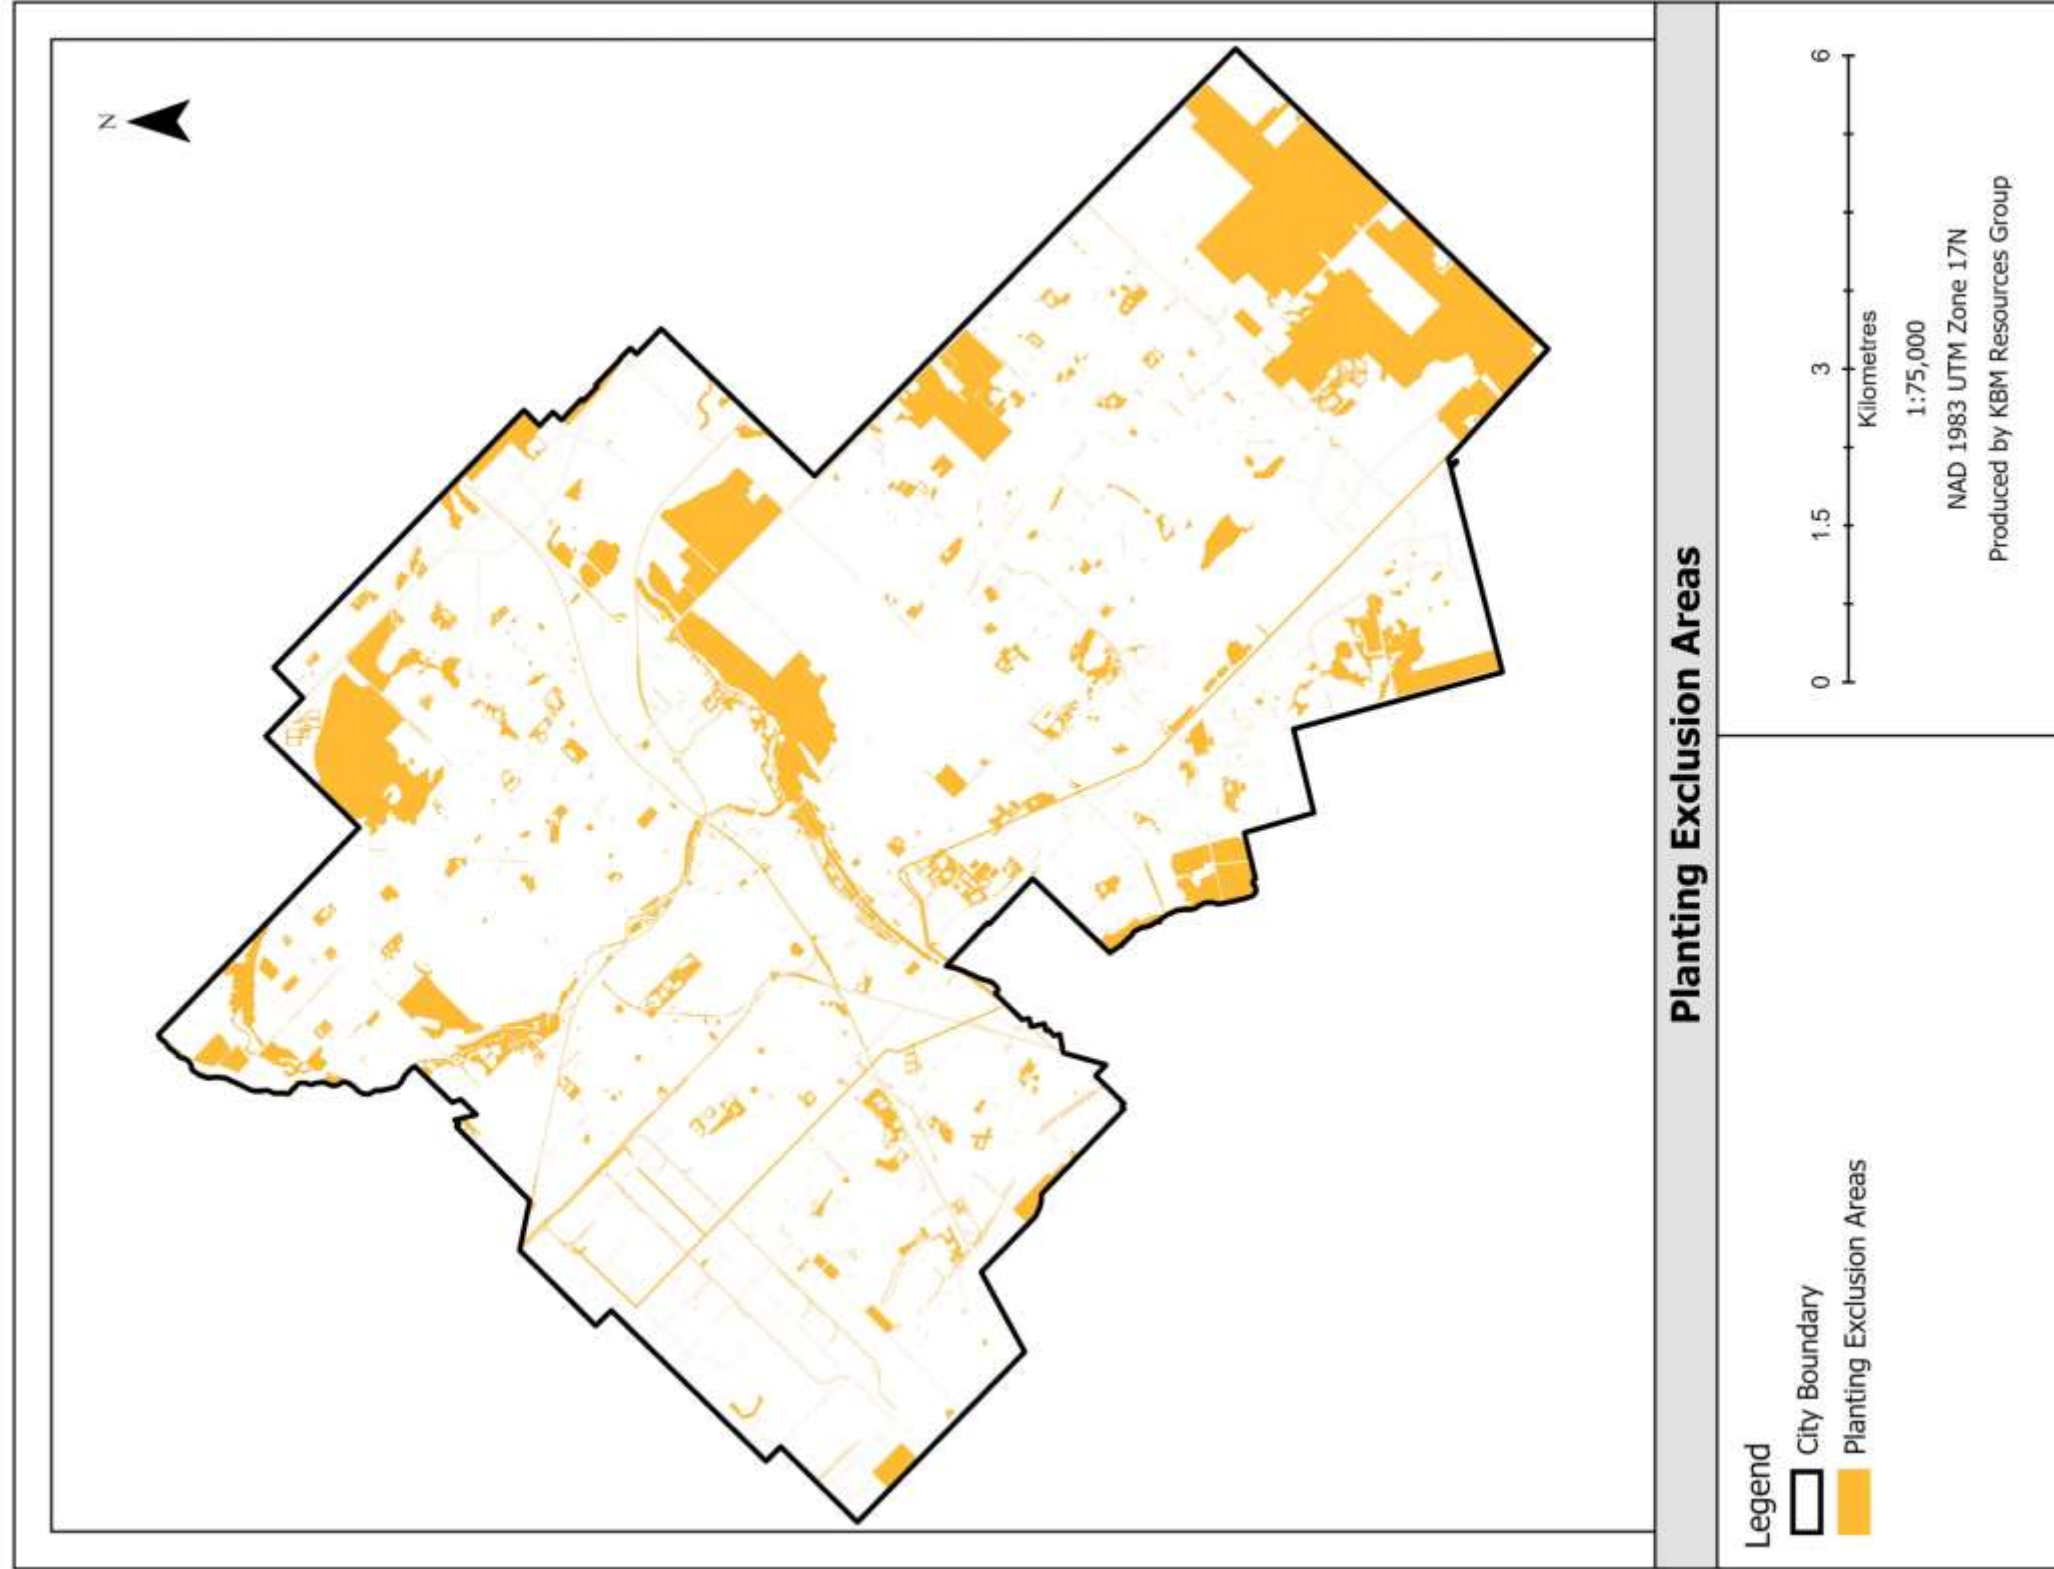 N
Planting Exclusion Areas
Legend
City Boundary
Planting Exclusion Areas
0 1.5 3 6
Kilometres
1:75,000
NAD 1983 UTM Zone 17N
Produced by KBM Resources Group